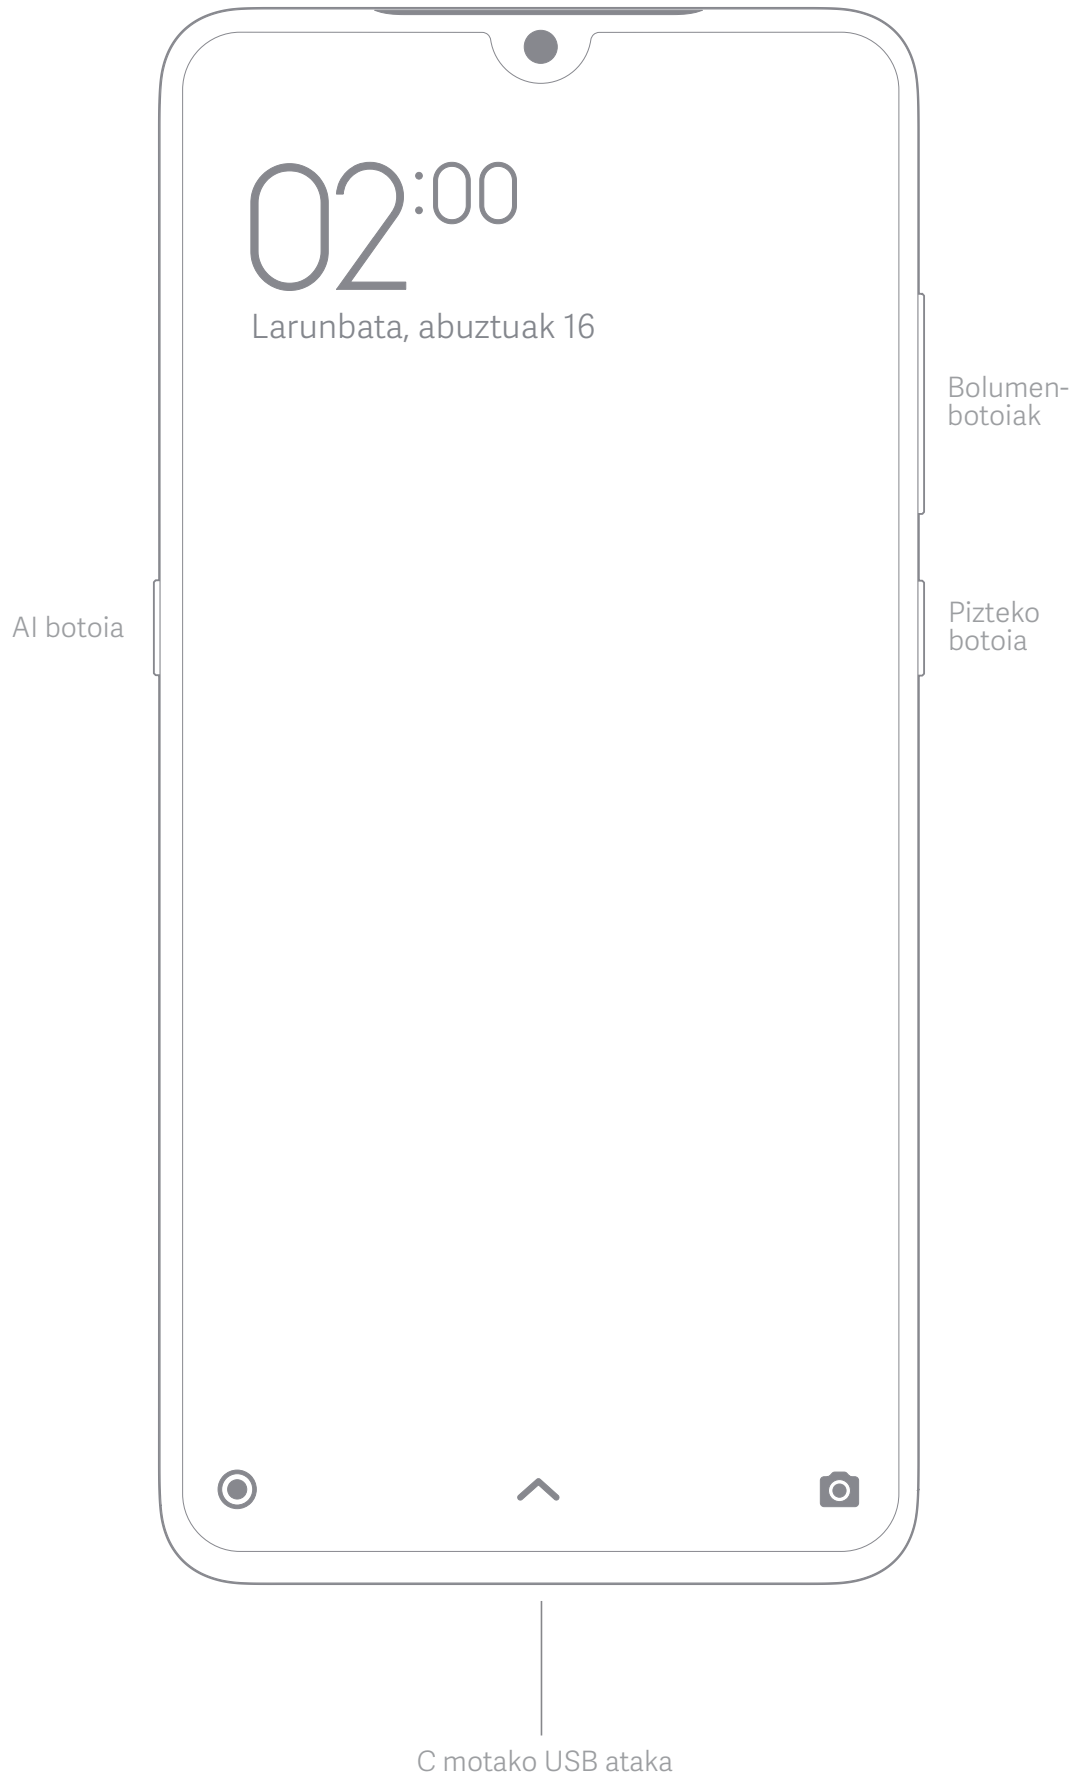 02:00
Larunbata, abuztuak 16
Bolumen-
botoiak
AI botoia
Pizteko
botoia
C motako USB ataka